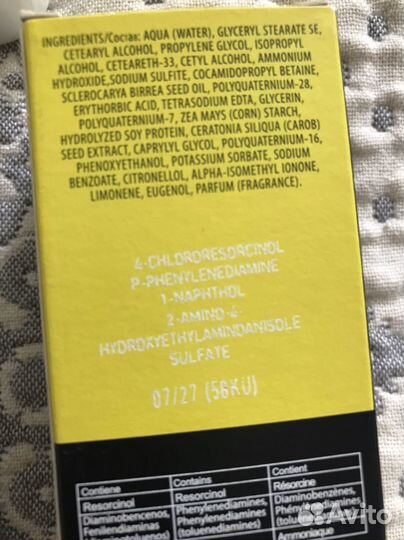 INGREDIENTS/Состав: AQUA (WATER), GLYCERYL STEARATE SE,
CETEARYL ALCOHOL, PROPYLENE GLYCOL, ISOPROPYL
ALCOHOL, CETEARETH-33, CETYL ALCOHOL, AMMONIUM
HYDROXIDE,SODIUM SULFITE, COCAMIDOPROPYL BETAINE,
SCLEROCARYA BIRREA SEED OIL, POLYQUATERNIUM-28,
ERYTHORBIC ACID, TETRASODIUM EDTA, GLYCERIN,
POLYQUATERNIUM-7, ZEA MAYS (CORN) STARCH,
HYDROLYZED SOY PROTEIN, CERATONIA SILIQUA (CAROB)
SEED EXTRACT, CAPRYLYL GLYCOL, POLYQUATERNIUM-16,
PHENOXYETHANOL, POTASSIUM SORBATE, SODIUM
BENZOATE, CITRONELLOL, ALPHA-ISOMETHYL IONONE,
LIMONENE, EUGENOL, PARFUM (FRAGRANCE).
4-CHLORORESORCINOL
P-PHENYLENEDIAMINE
1-NAPHTHOL
2-AMINO-4-
HYDROXYETHYLAMINOANISOLE
SULFATE
07/27 (56KU)
Contiene Contains Contient
Resorcinol Resorcinol Résorcine
Diaminobencenos, Phenylenediamines, Diaminobenzènes,
Fenilendiaminas Phenylenediamines
(toluenediamines)
Ammoniaque
Avito